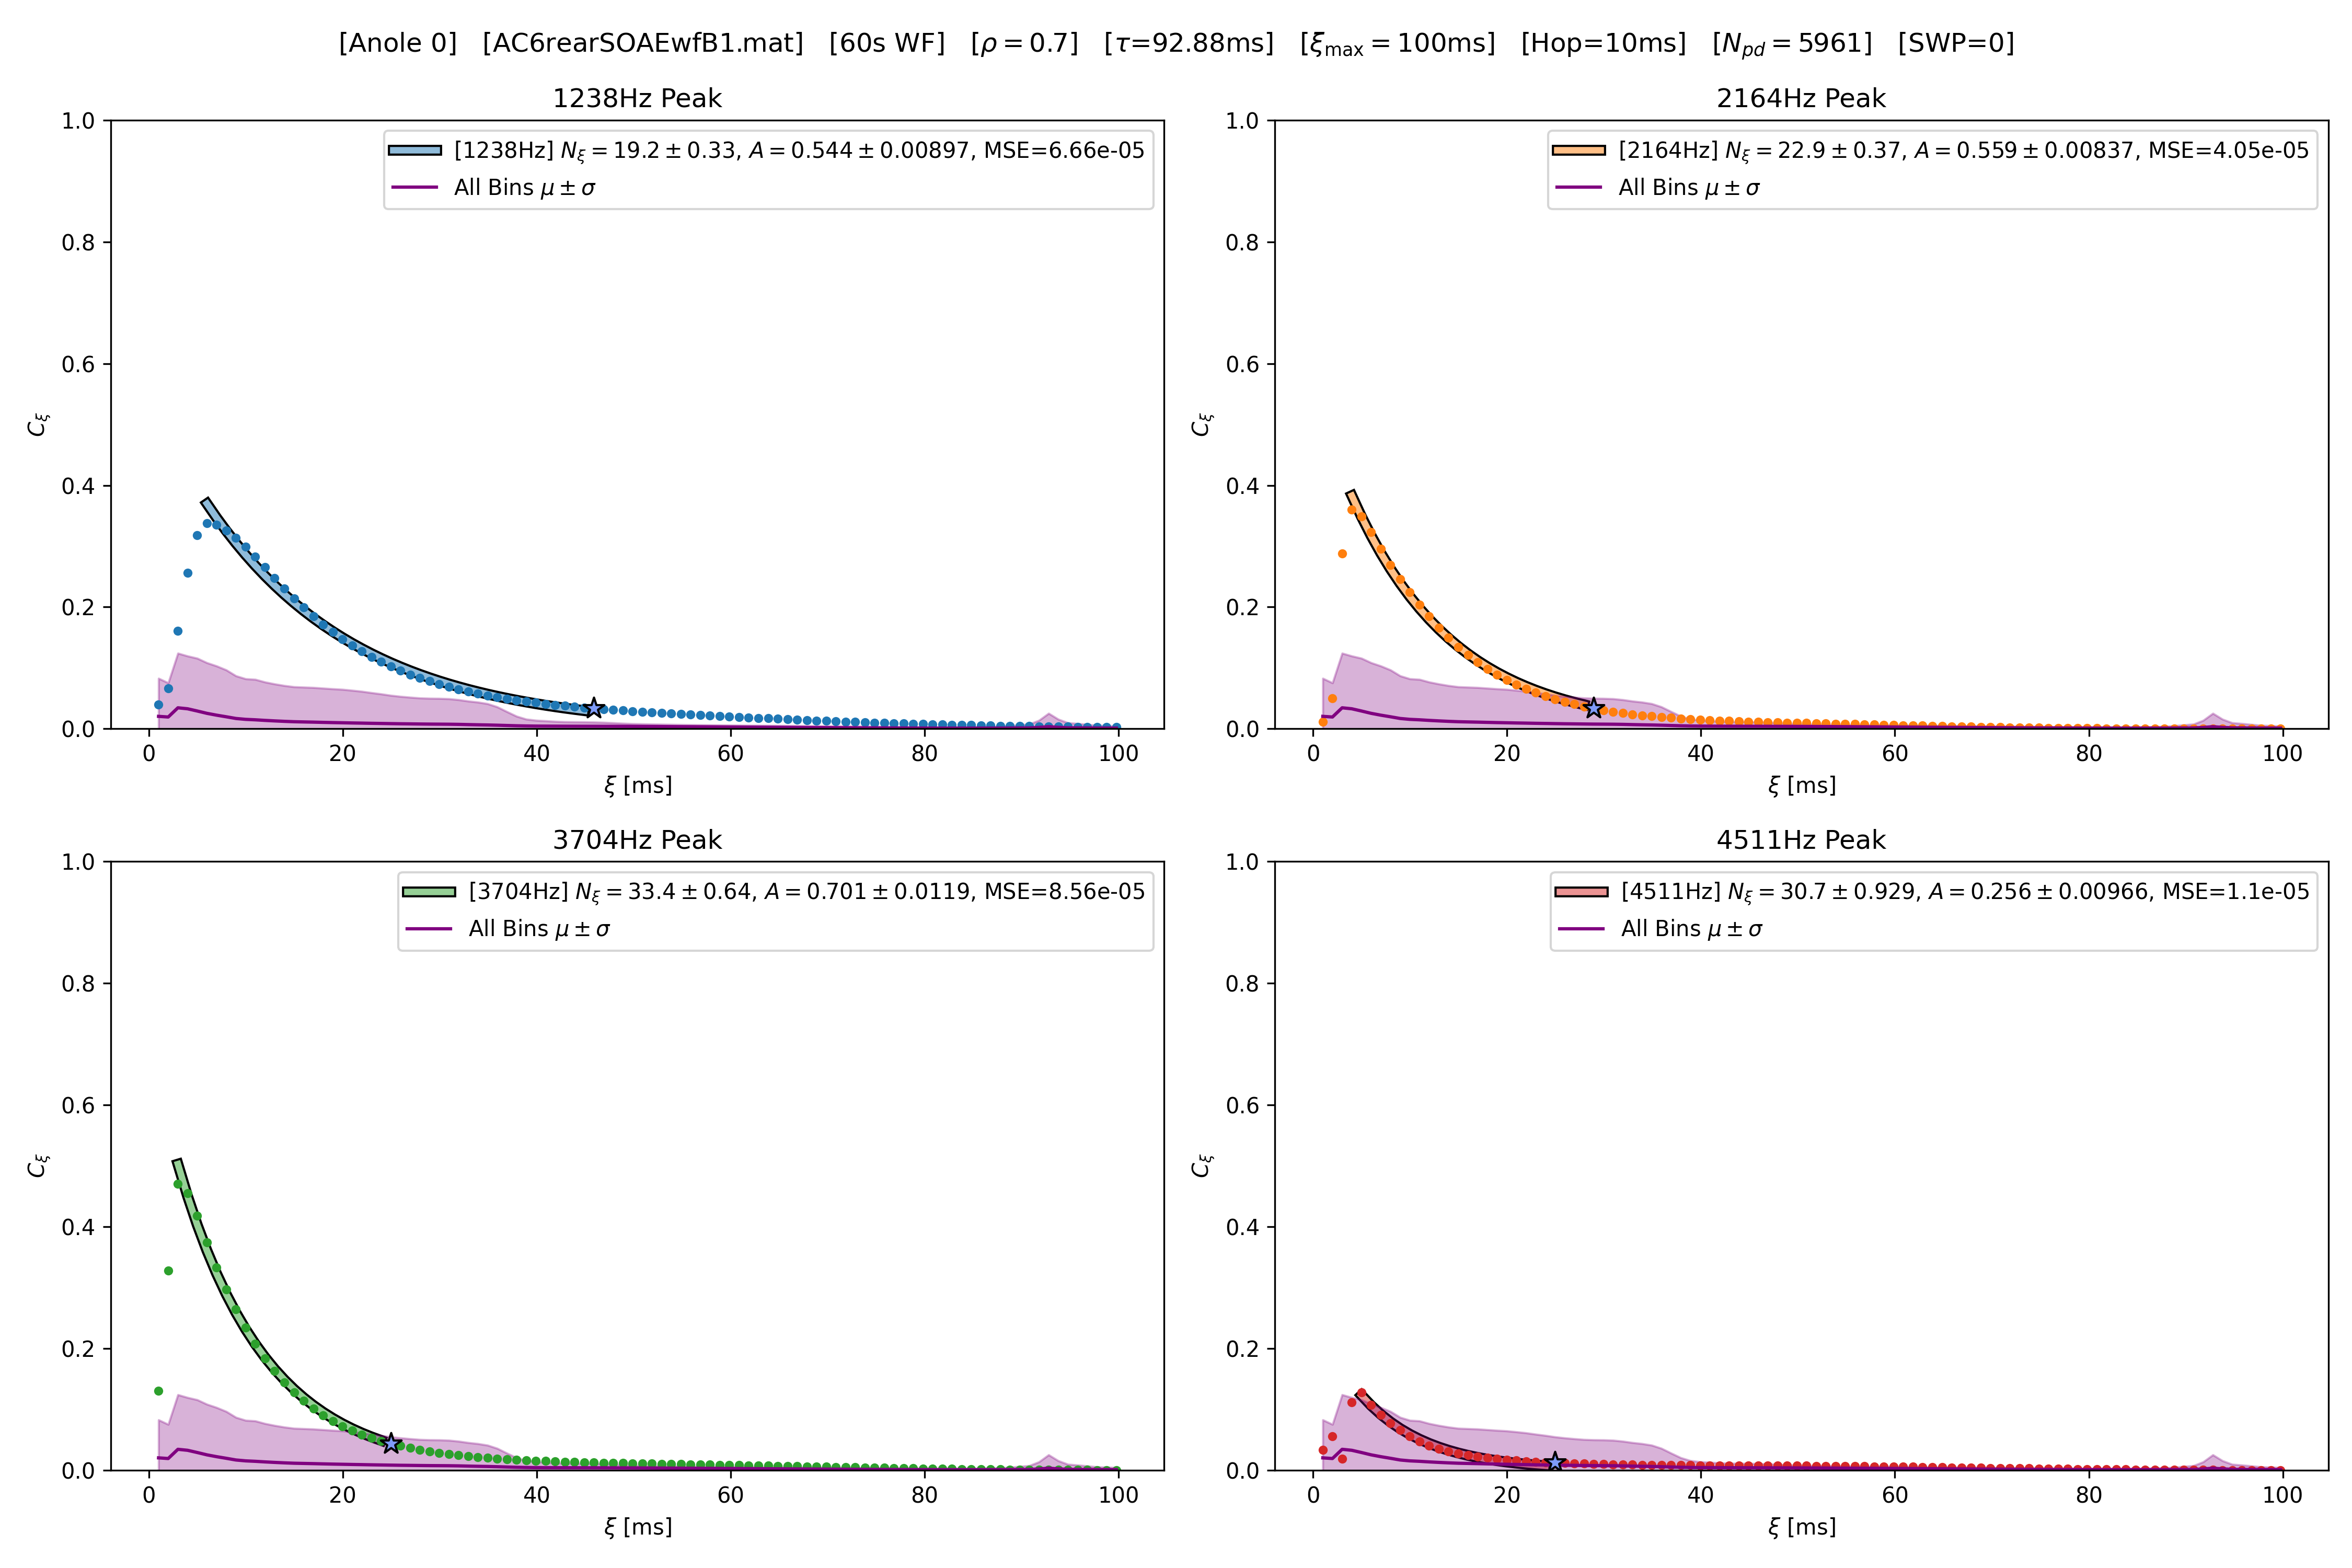 [Anole 0] [AC6rearSOAEwfB1.mat] [60s WF] [ρ = 0.7] [τ=92.88ms] [ξmax = 100ms] [Hop=10ms] [Npd = 5961] [SWP=0]
1238Hz Peak
[1238Hz] Nξ = 19.2 ± 0.33, A = 0.544 ± 0.00897, MSE=6.66e-05
All Bins μ ± σ
1.0
0.8
0.6
0.4
0.2
0.0
Cξ
0 20 40 60 80 100
ξ [ms]
2164Hz Peak
[2164Hz] Nξ = 22.9 ± 0.37, A = 0.559 ± 0.00837, MSE=4.05e-05
All Bins μ ± σ
1.0
0.8
0.6
0.4
0.2
0.0
Cξ
0 20 40 60 80 100
ξ [ms]
3704Hz Peak
[3704Hz] Nξ = 33.4 ± 0.64, A = 0.701 ± 0.0119, MSE=8.56e-05
All Bins μ ± σ
1.0
0.8
0.6
0.4
0.2
0.0
Cξ
0 20 40 60 80 100
ξ [ms]
4511Hz Peak
[4511Hz] Nξ = 30.7 ± 0.929, A = 0.256 ± 0.00966, MSE=1.1e-05
All Bins μ ± σ
1.0
0.8
0.6
0.4
0.2
0.0
Cξ
0 20 40 60 80 100
ξ [ms]